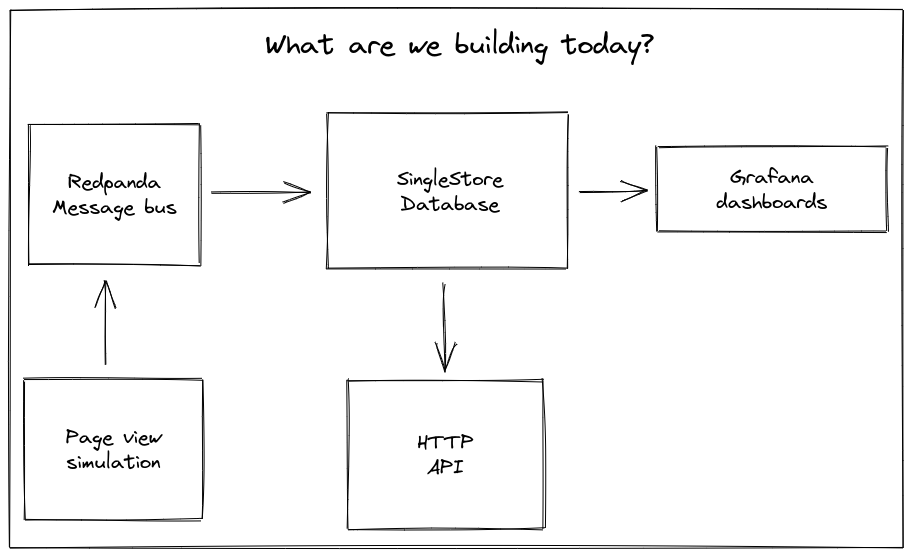 What are we building today?
Redpanda
Message bus
SingleStore
Database
Grafana
dashboards
Page view
simulation
HTTP
API